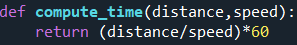 def compute_time(distance,speed):
    return (distance/speed)*60